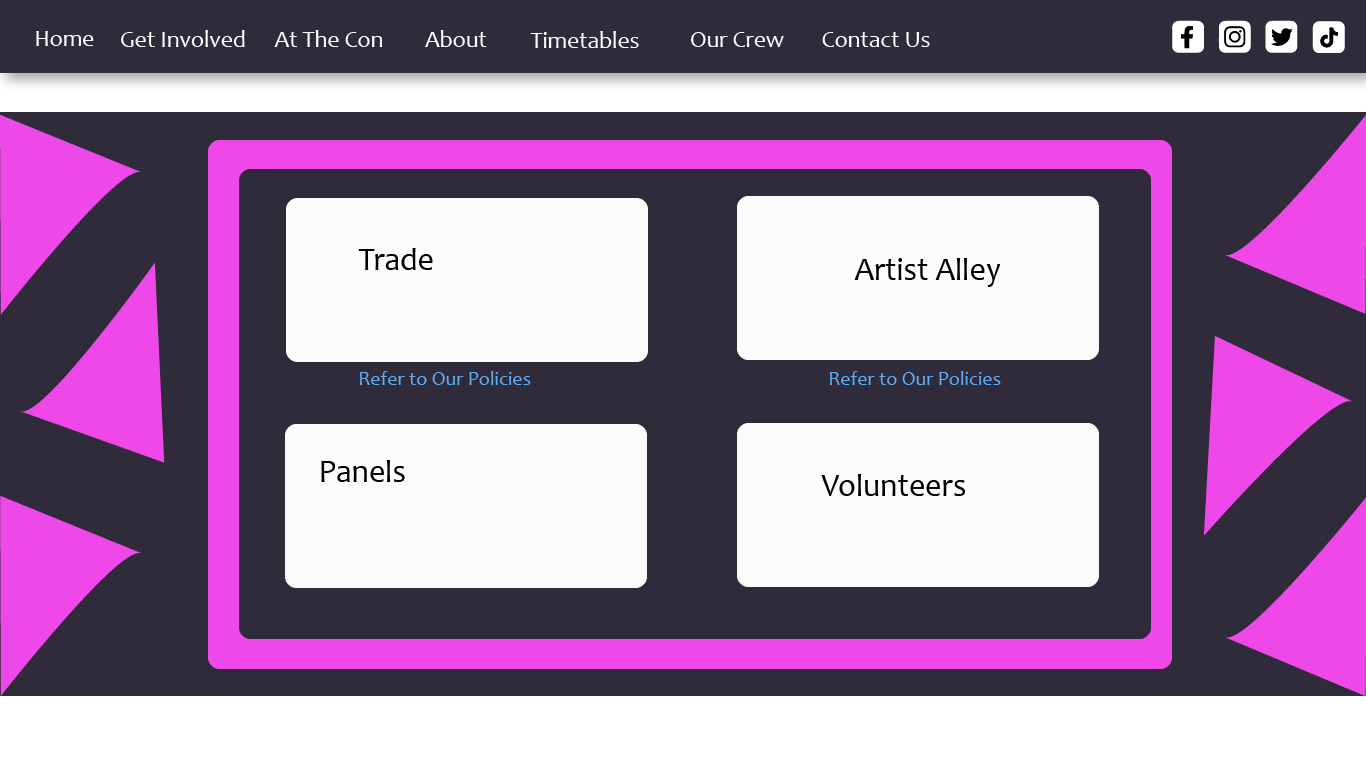 Home Get Involved At The Con About Timetables Our Crew Contact Us
Trade
Artist Alley
Refer to Our Policies
Refer to Our Policies
Panels
Volunteers